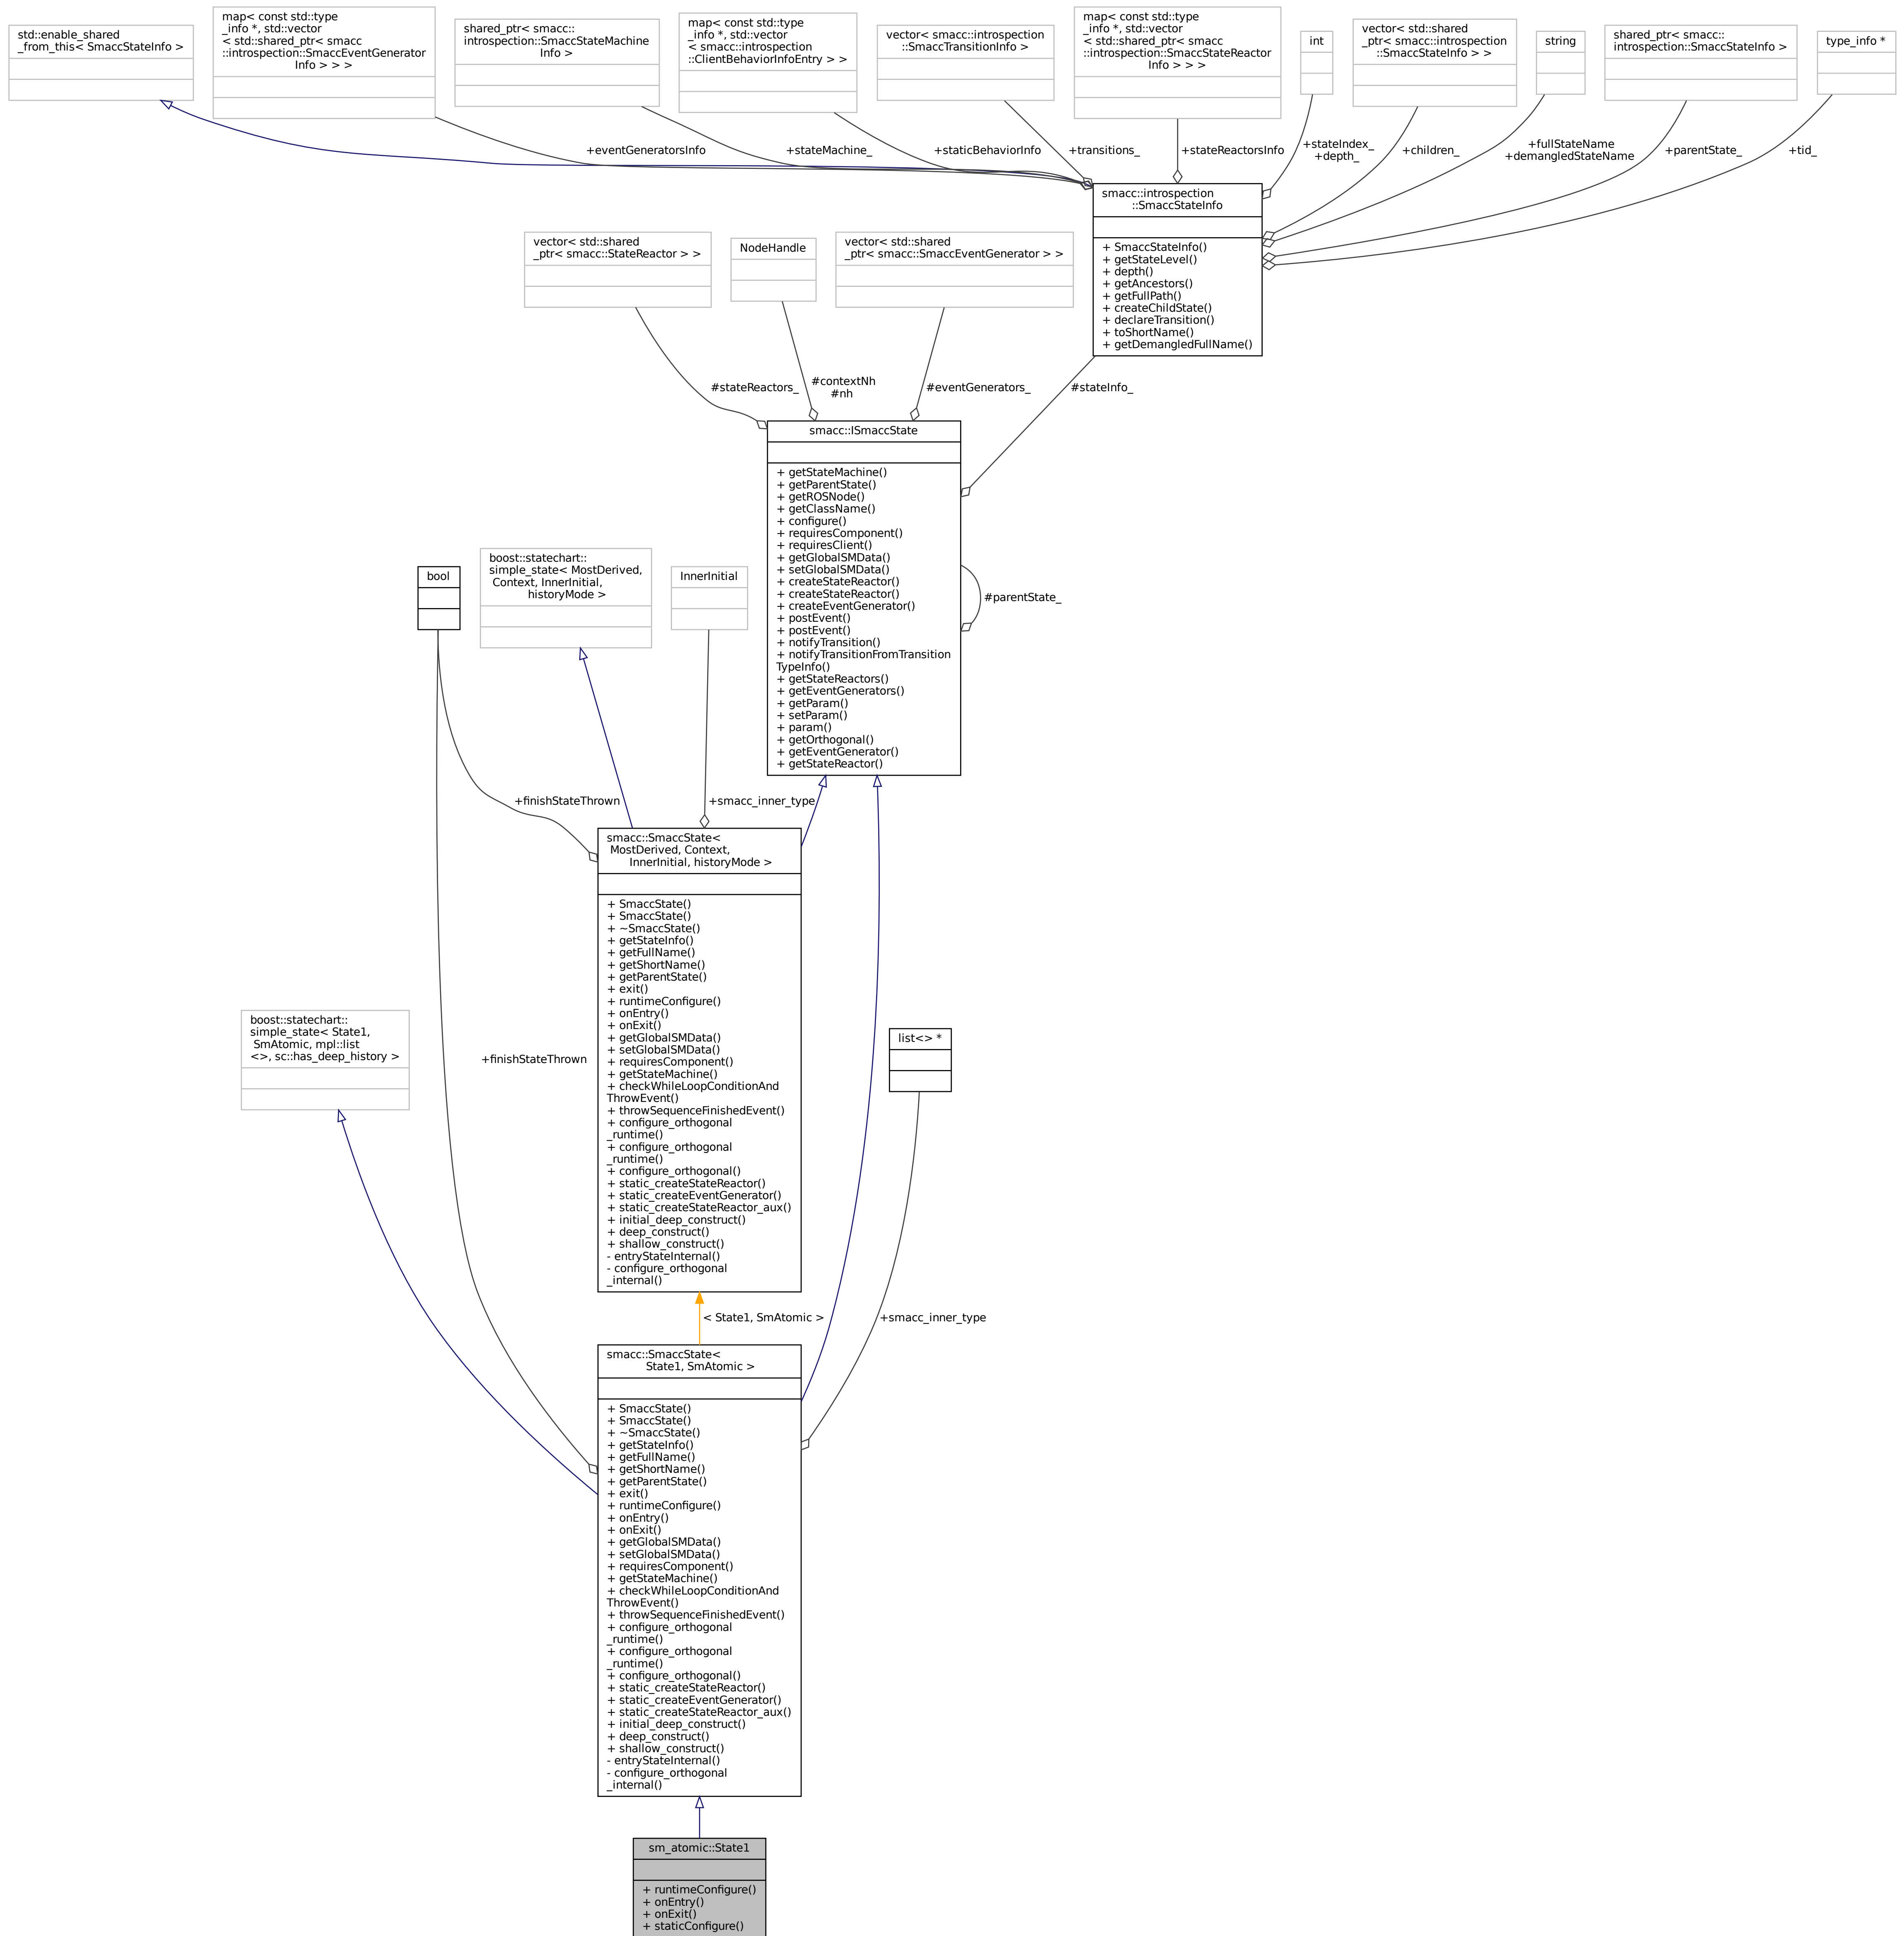 std::enable_shared
_from_this< SmaccStateInfo >
map< const std::type
_info *, std::vector
< std::shared_ptr< smacc
::introspection::SmaccEventGenerator
Info > > >
shared_ptr< smacc::
introspection::SmaccStateMachine
Info >
map< const std::type
_info *, std::vector
< smacc::introspection
::ClientBehaviorInfoEntry > >
vector< smacc::introspection
::SmaccTransitionInfo >
map< const std::type
_info *, std::vector
< std::shared_ptr< smacc
::introspection::SmaccStateReactor
Info > > >
int
vector< std::shared
_ptr< smacc::introspection
::SmaccStateInfo > >
string
shared_ptr< smacc::
introspection::SmaccStateInfo >
type_info *
+eventGeneratorsInfo
+stateMachine_
+staticBehaviorInfo
+transitions_
+stateReactorsInfo
+stateIndex_
+depth_
+children_
+fullStateName
+demangledStateName
+parentState_
+tid_
smacc::introspection
::SmaccStateInfo
+ SmaccStateInfo()
+ getStateLevel()
+ depth()
+ getAncestors()
+ getFullPath()
+ createChildState()
+ declareTransition()
+ toShortName()
+ getDemangledFullName()
vector< std::shared
_ptr< smacc::StateReactor > >
NodeHandle
vector< std::shared
_ptr< smacc::SmaccEventGenerator > >
#stateReactors_
#contextNh
#nh
#eventGenerators_
#stateInfo_
smacc::ISmaccState
+ getStateMachine()
+ getParentState()
+ getROSNode()
+ getClassName()
+ configure()
+ requiresComponent()
+ requiresClient()
+ getGlobalSMData()
+ setGlobalSMData()
+ createStateReactor()
+ createStateReactor()
+ createEventGenerator()
+ postEvent()
+ postEvent()
+ notifyTransition()
+ notifyTransitionFromTransition
TypeInfo()
+ getStateReactors()
+ getEventGenerators()
+ getParam()
+ setParam()
+ param()
+ getOrthogonal()
+ getEventGenerator()
+ getStateReactor()
#parentState_
bool
boost::statechart::
simple_state< MostDerived,
Context, InnerInitial,
historyMode >
InnerInitial
+finishStateThrown
+smacc_inner_type
smacc::SmaccState<
MostDerived, Context,
InnerInitial, historyMode >
+ SmaccState()
+ SmaccState()
+ ~SmaccState()
+ getStateInfo()
+ getFullName()
+ getShortName()
+ getParentState()
+ exit()
+ runtimeConfigure()
+ onEntry()
+ onExit()
+ getGlobalSMData()
+ setGlobalSMData()
+ requiresComponent()
+ getStateMachine()
+ checkWhileLoopConditionAnd
ThrowEvent()
+ throwSequenceFinishedEvent()
+ configure_orthogonal
_runtime()
+ configure_orthogonal
_runtime()
+ configure_orthogonal()
+ static_createStateReactor()
+ static_createEventGenerator()
+ static_createStateReactor_aux()
+ initial_deep_construct()
+ deep_construct()
+ shallow_construct()
- entryStateInternal()
- configure_orthogonal
_internal()
boost::statechart::
simple_state< State1,
SmAtomic, mpl::list
<>, sc::has_deep_history >
+finishStateThrown
list<> *
< State1, SmAtomic >
+smacc_inner_type
smacc::SmaccState<
State1, SmAtomic >
+ SmaccState()
+ SmaccState()
+ ~SmaccState()
+ getStateInfo()
+ getFullName()
+ getShortName()
+ getParentState()
+ exit()
+ runtimeConfigure()
+ onEntry()
+ onExit()
+ getGlobalSMData()
+ setGlobalSMData()
+ requiresComponent()
+ getStateMachine()
+ checkWhileLoopConditionAnd
ThrowEvent()
+ throwSequenceFinishedEvent()
+ configure_orthogonal
_runtime()
+ configure_orthogonal
_runtime()
+ configure_orthogonal()
+ static_createStateReactor()
+ static_createEventGenerator()
+ static_createStateReactor_aux()
+ initial_deep_construct()
+ deep_construct()
+ shallow_construct()
- entryStateInternal()
- configure_orthogonal
_internal()
sm_atomic::State1
+ runtimeConfigure()
+ onEntry()
+ onExit()
+ staticConfigure()